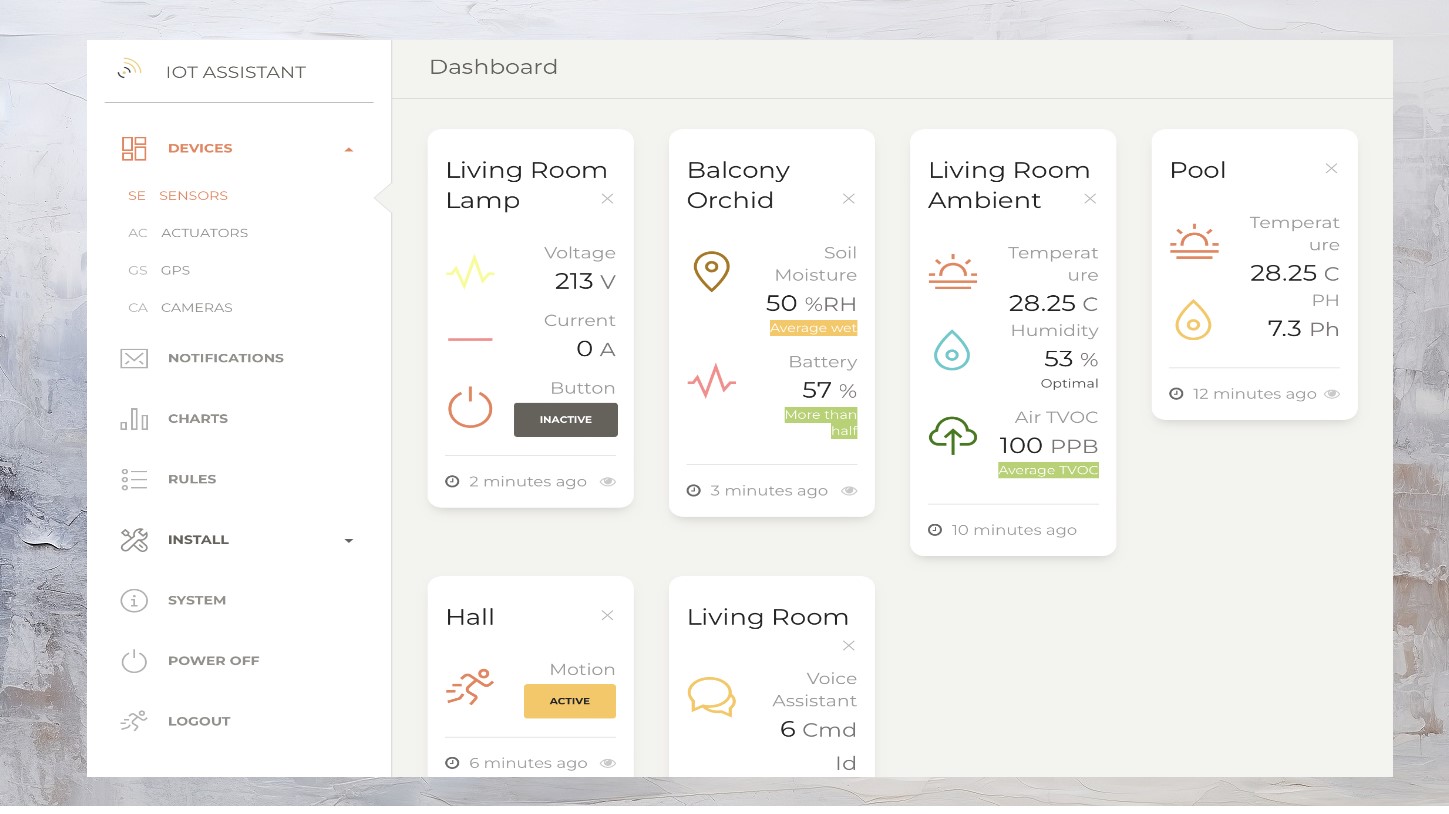 IOT ASSISTANT
DEVICES
SE SENSORS
AC ACTUATORS
GS GPS
CA CAMERAS
NOTIFICATIONS
CHARTS
RULES
INSTALL
SYSTEM
POWER OFF
LOGOUT
Dashboard
Living Room
Lamp
Voltage
213 V
Current
0 A
Button
INACTIVE
2 minutes ago
Balcony
Orchid
Soil
Moisture
50 %RH
Average wet
Battery
57 %
More than
half
3 minutes ago
Living Room
Ambient
Temperat
ure
28.25 C
Humidity
53 %
Optimal
Air TVOC
100 PPB
Average TVOC
10 minutes ago
Pool
Temperat
ure
28.25 C
PH
7.3 Ph
12 minutes ago
Hall
Motion
ACTIVE
6 minutes ago
Living Room
Voice
Assistant
6 Cmd
Id